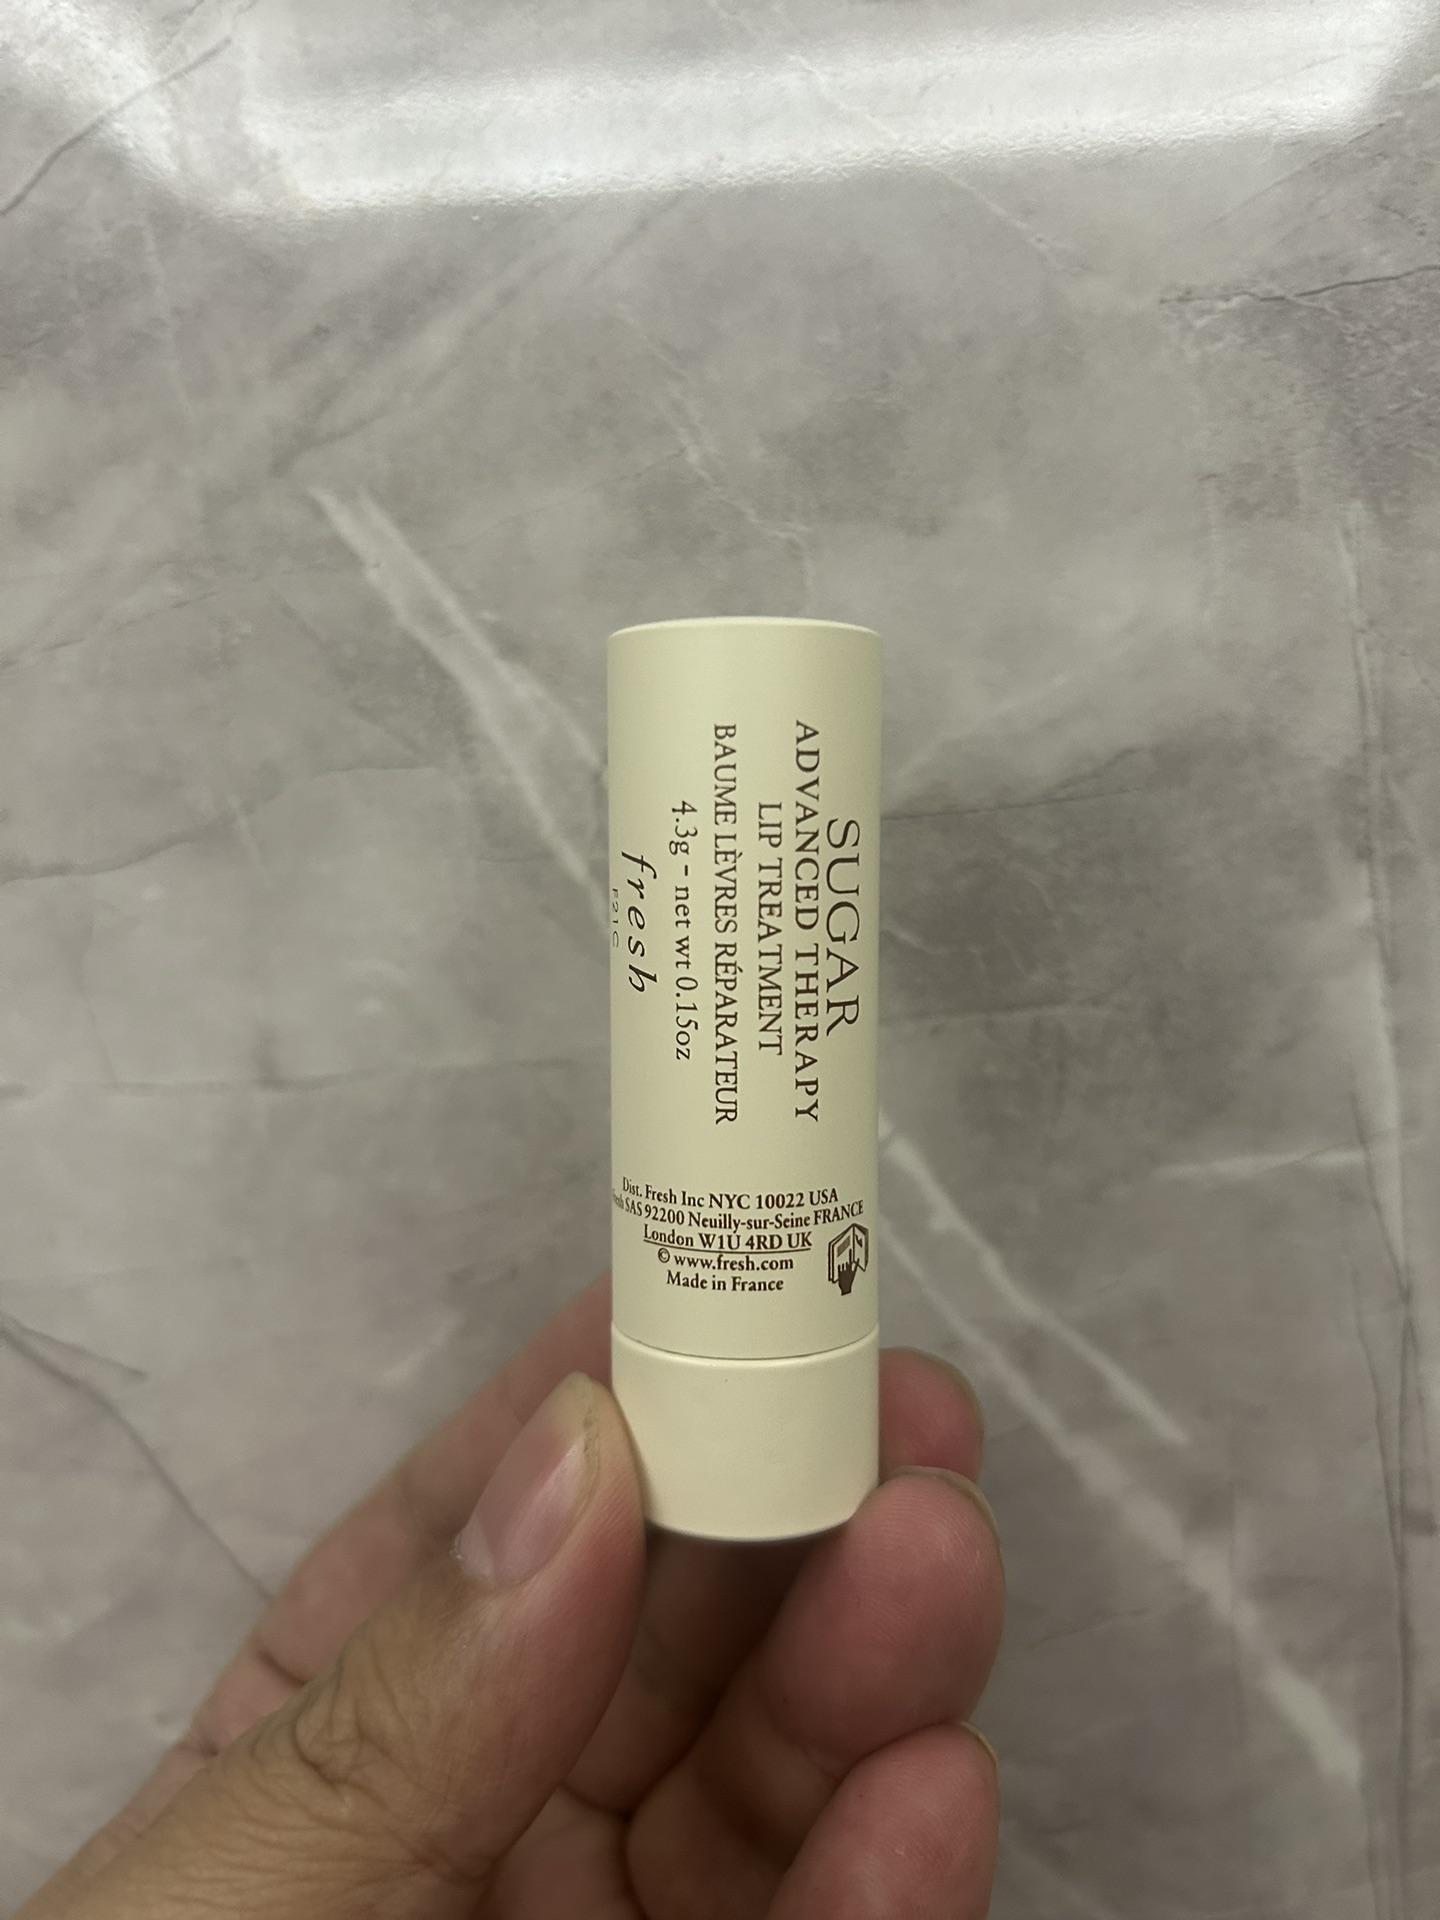 SUGAR
ADVANCED THERAPY
LIP TREATMENT
BAUME LÈVRES RÉPARATEUR
4.3g - net wt 0.15oz
fresh
F21C
Dist. Fresh Inc NYC 10022 USA
SAS 92200 Neuilly-sur-Seine FRANCE
London W1U 4RD UK
© www.fresh.com
Made in France